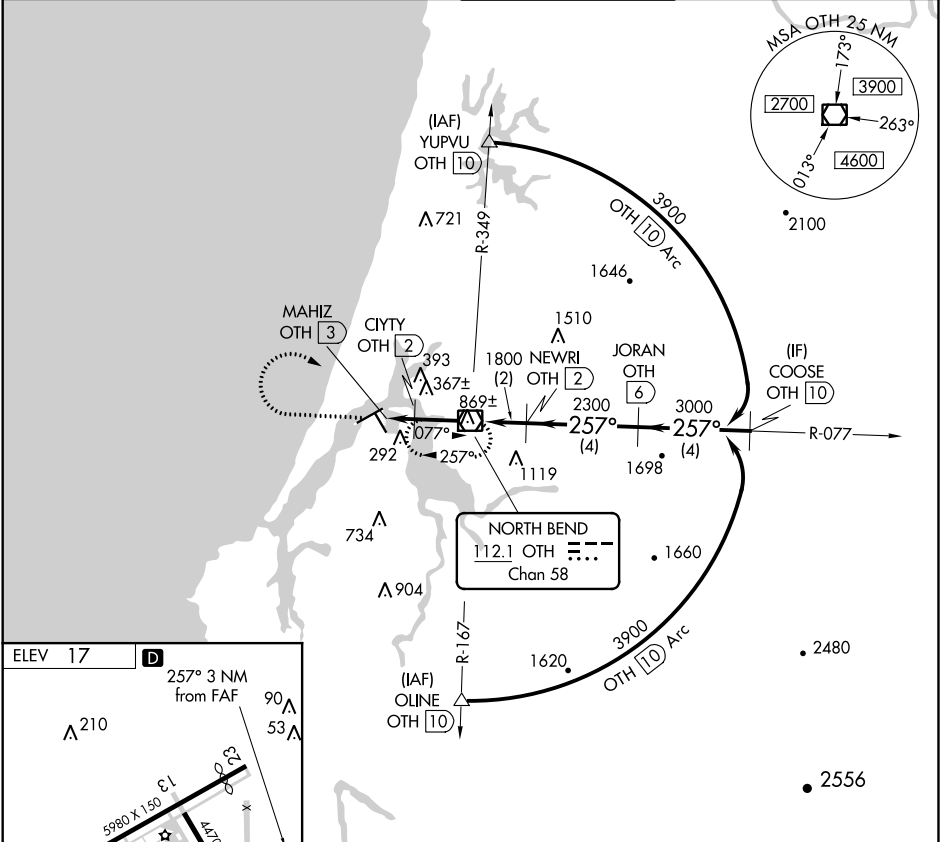 MSA OTH 25 NM
173°
3900
2700
263°
013°
4600
(IAF)
YUPVU
OTH 10
R-349
721
3900
OTH 10 Arc
2100
1646
MAHIZ
OTH 3
CIYTY
OTH 2
393
367±
869±
1510
1800
(2)
NEWRI
OTH 2
JORAN
OTH
6
(IF)
COOSE
OTH 10
2300
257°
(4)
3000
257°
(4)
R-077
077°
257°
292
1119
1698
734
NORTH BEND
112.1 OTH
Chan 58
1660
904
R-167
3900
OTH 10 Arc
1620
2480
(IAF)
OLINE
OTH 10
2556
ELEV 17
D
257° 3 NM
from FAF
90
53
210
23
13
5980 X 150
X